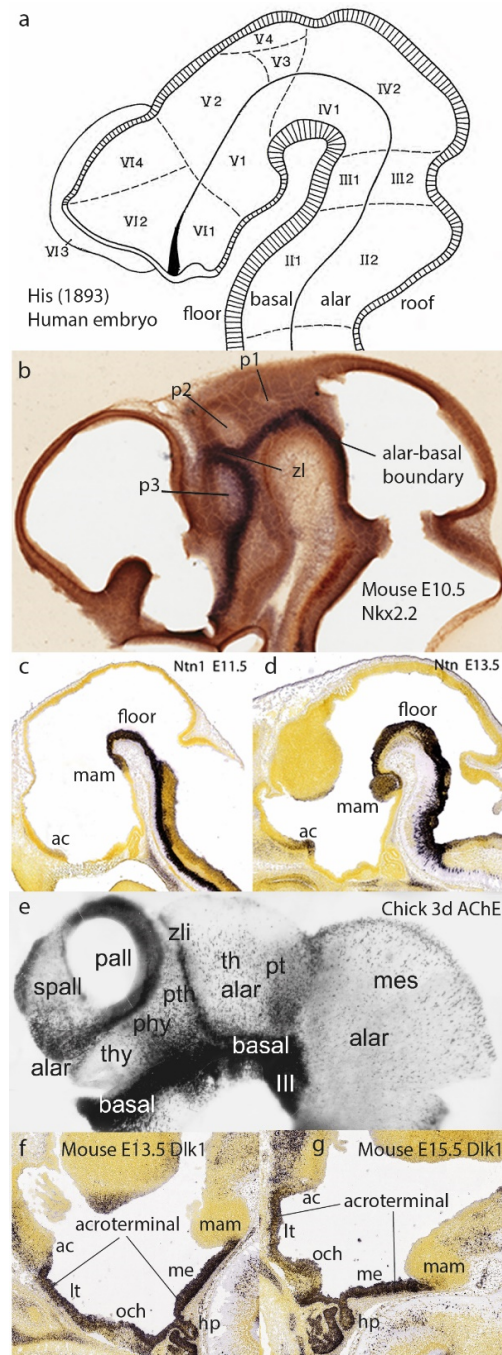 a
V4
V3
V2
IV2
IV1
V1
VI4
III1
III2
VI2
VI1
VI3
II1
II2
His (1893)
Human embryo
floor
basal
alar
roof
b
p1
p2
p3
zl
alar-basal
boundary
Mouse E10.5
Nkx2.2
c
Ntn1 E11.5
floor
mam
ac
d
Ntn E13.5
floor
mam
ac
e
Chick 3d AChE
zli
pall
spall
th
alar
pt
mes
pth
phy
alar
thy
basal
alar
basal
III
f
Mouse E13.5 Dlk1
acroterminal
ac
mam
lt
me
och
hp
g
Mouse E15.5 Dlk1
ac
acroterminal
lt
och
me
mam
hp